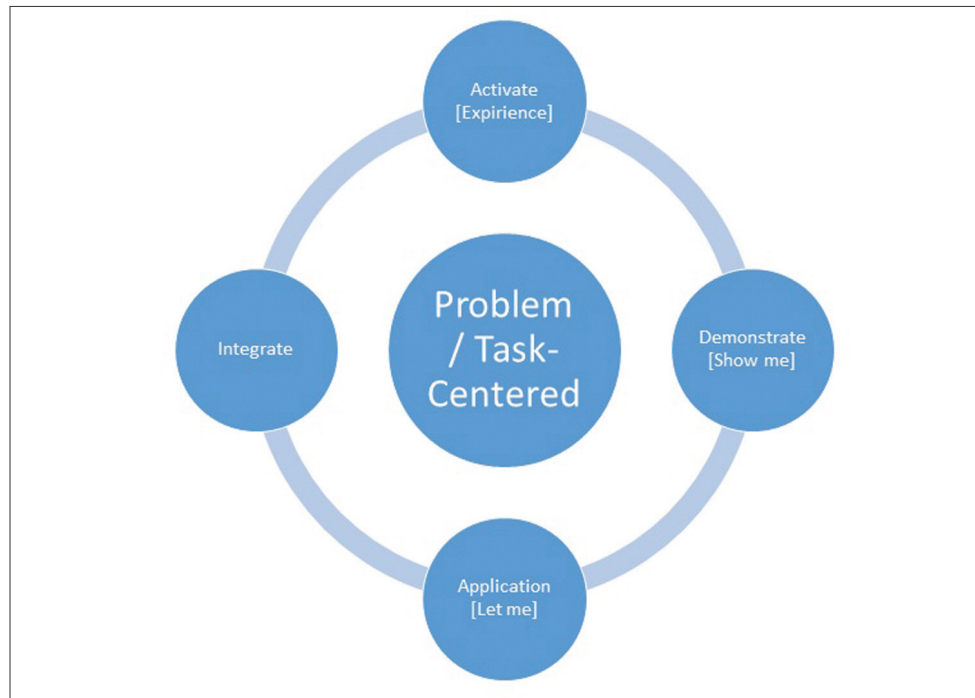 Activate
[Expirience]
Integrate
Problem
/ Task-
Centered
Demonstrate
[Show me]
Application
[Let me]